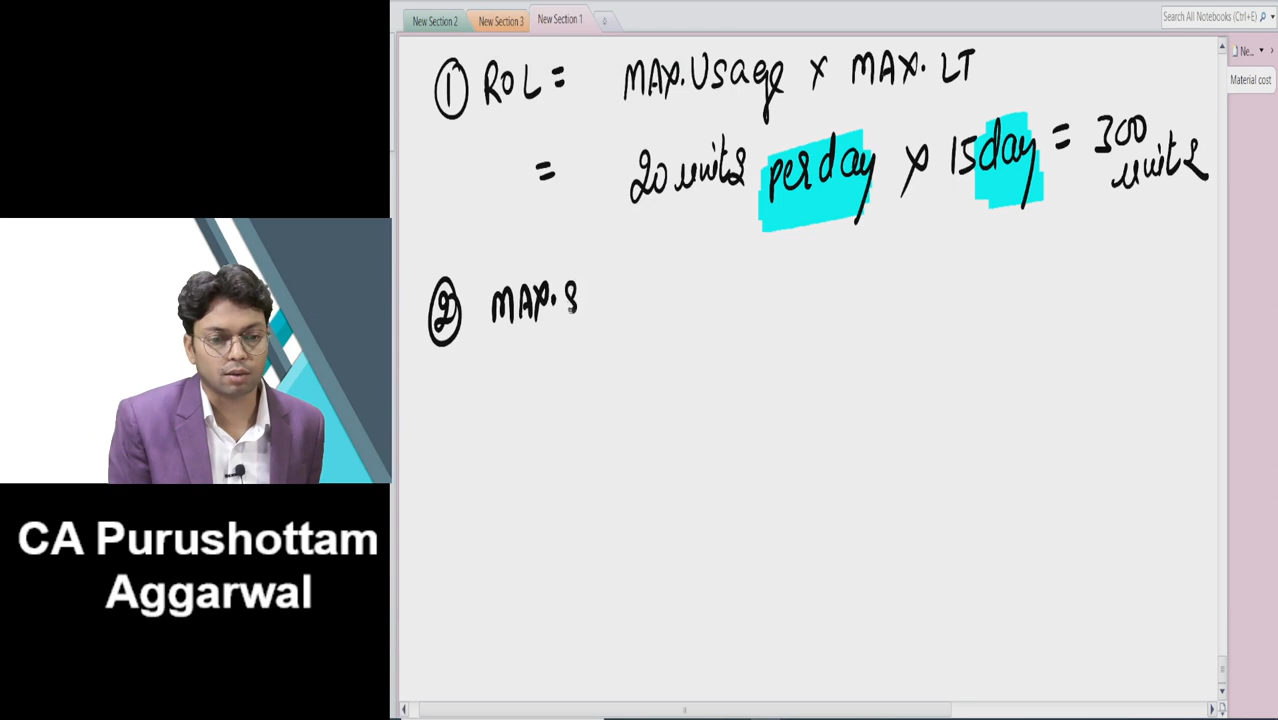 New Section 2
New Section 3
New Section 1
Search All Notebooks (Ctrl+E)
Ne...
Material cost
① ROL = MAX.Usage × MAX. LT
= 20 units per day × 15 day = 300 units
② MAX. S
CA Purushottam
Aggarwal